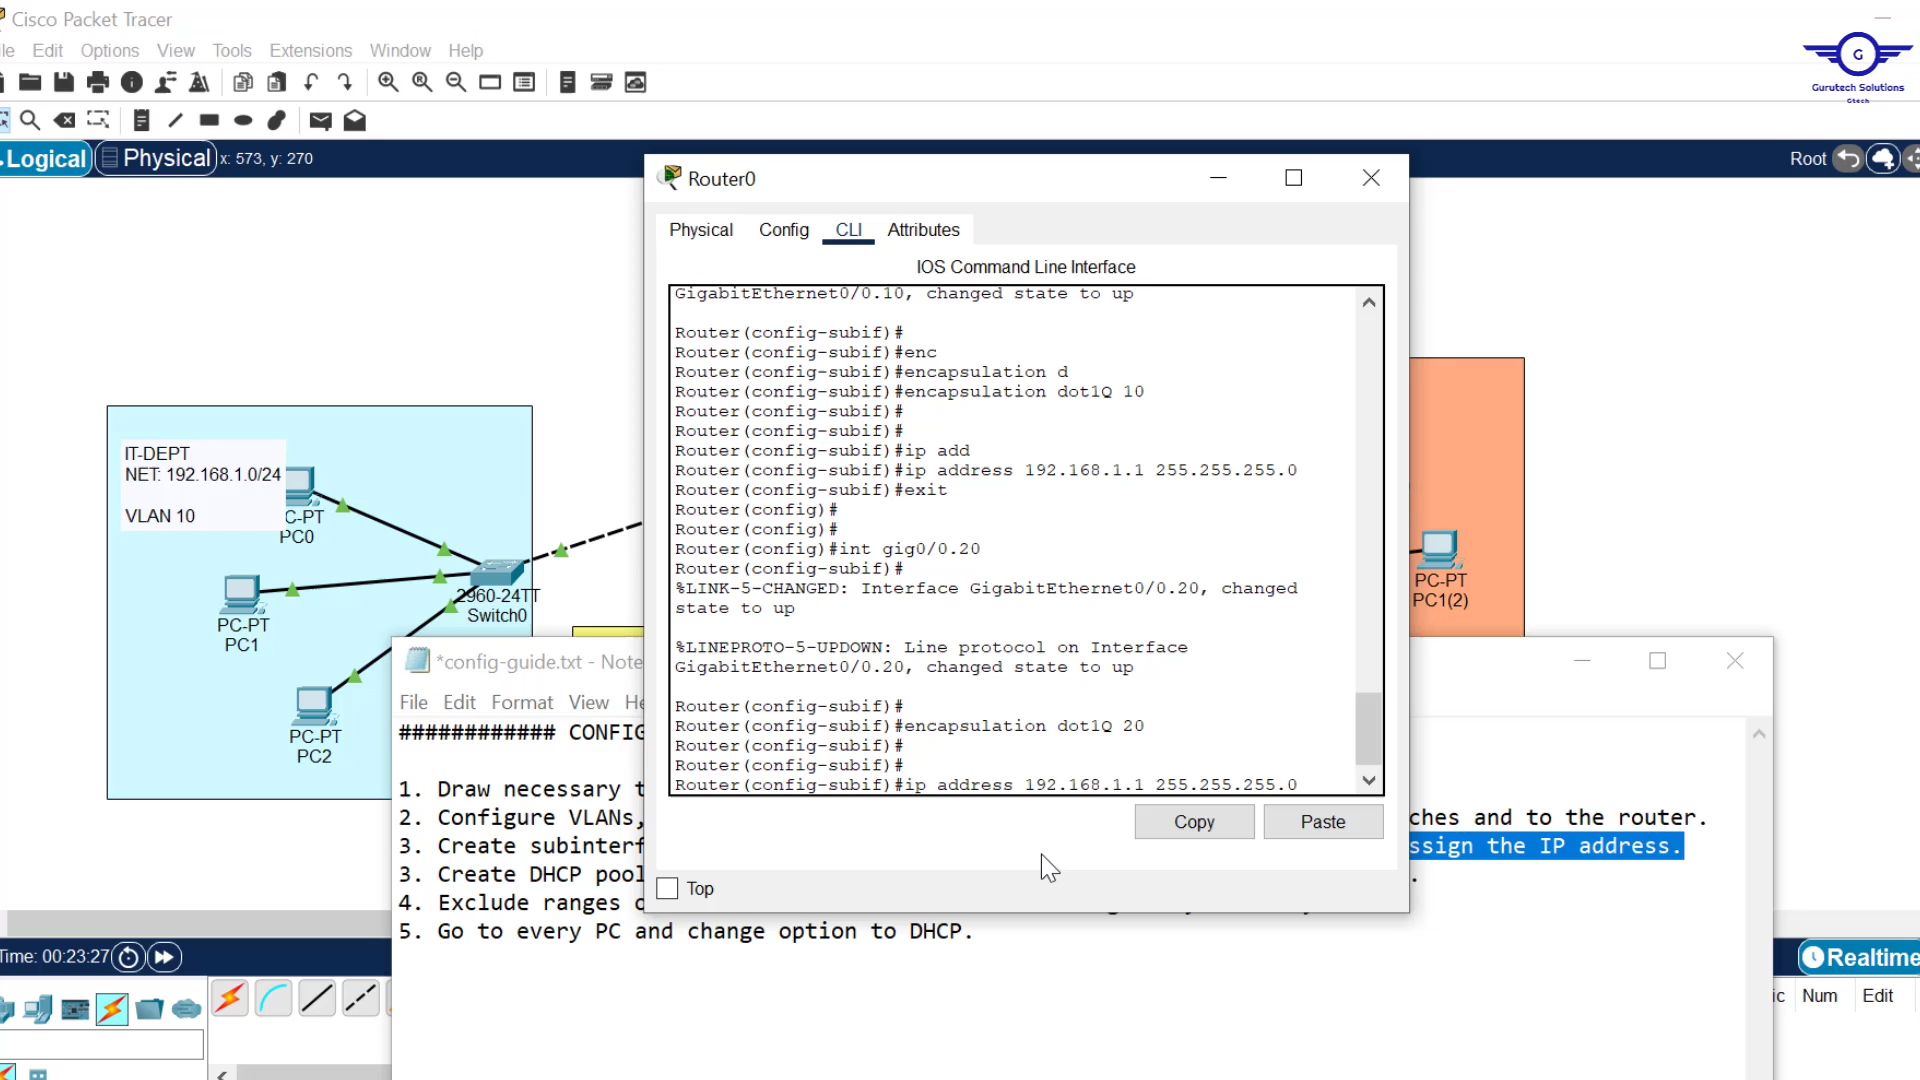 Cisco Packet Tracer
Edit Options View Tools Extensions Window Help
G
Gurutech Solutions
Gtech
Logical Physical x: 573, y: 270
Root
Router0
Physical Config CLI Attributes
IOS Command Line Interface
GigabitEthernet0/0.10, changed state to up
Router(config-subif)#
Router(config-subif)#enc
Router(config-subif)#encapsulation d
Router(config-subif)#encapsulation dot1Q 10
Router(config-subif)#
Router(config-subif)#
Router(config-subif)#ip add
Router(config-subif)#ip address 192.168.1.1 255.255.255.0
Router(config-subif)#exit
Router(config)#
Router(config)#
Router(config)#int gig0/0.20
Router(config-subif)#
%LINK-5-CHANGED: Interface GigabitEthernet0/0.20, changed
state to up
%LINEPROTO-5-UPDOWN: Line protocol on Interface
GigabitEthernet0/0.20, changed state to up
Router(config-subif)#
Router(config-subif)#encapsulation dot1Q 20
Router(config-subif)#
Router(config-subif)#
Router(config-subif)#ip address 192.168.1.1 255.255.255.0
Copy Paste
Top
IT-DEPT
NET: 192.168.1.0/24
VLAN 10
C-PT
PC0
PC-PT
PC1
PC-PT
PC2
2960-24TT
Switch0
PC-PT
PC1(2)
*config-guide.txt - Note
File Edit Format View He
############ CONFIG
1. Draw necessary t
2. Configure VLANs, ches and to the router.
3. Create subinterf ssign the IP address.
3. Create DHCP pool .
4. Exclude ranges
5. Go to every PC and change option to DHCP.
Time: 00:23:27
Realtime
ic Num Edit